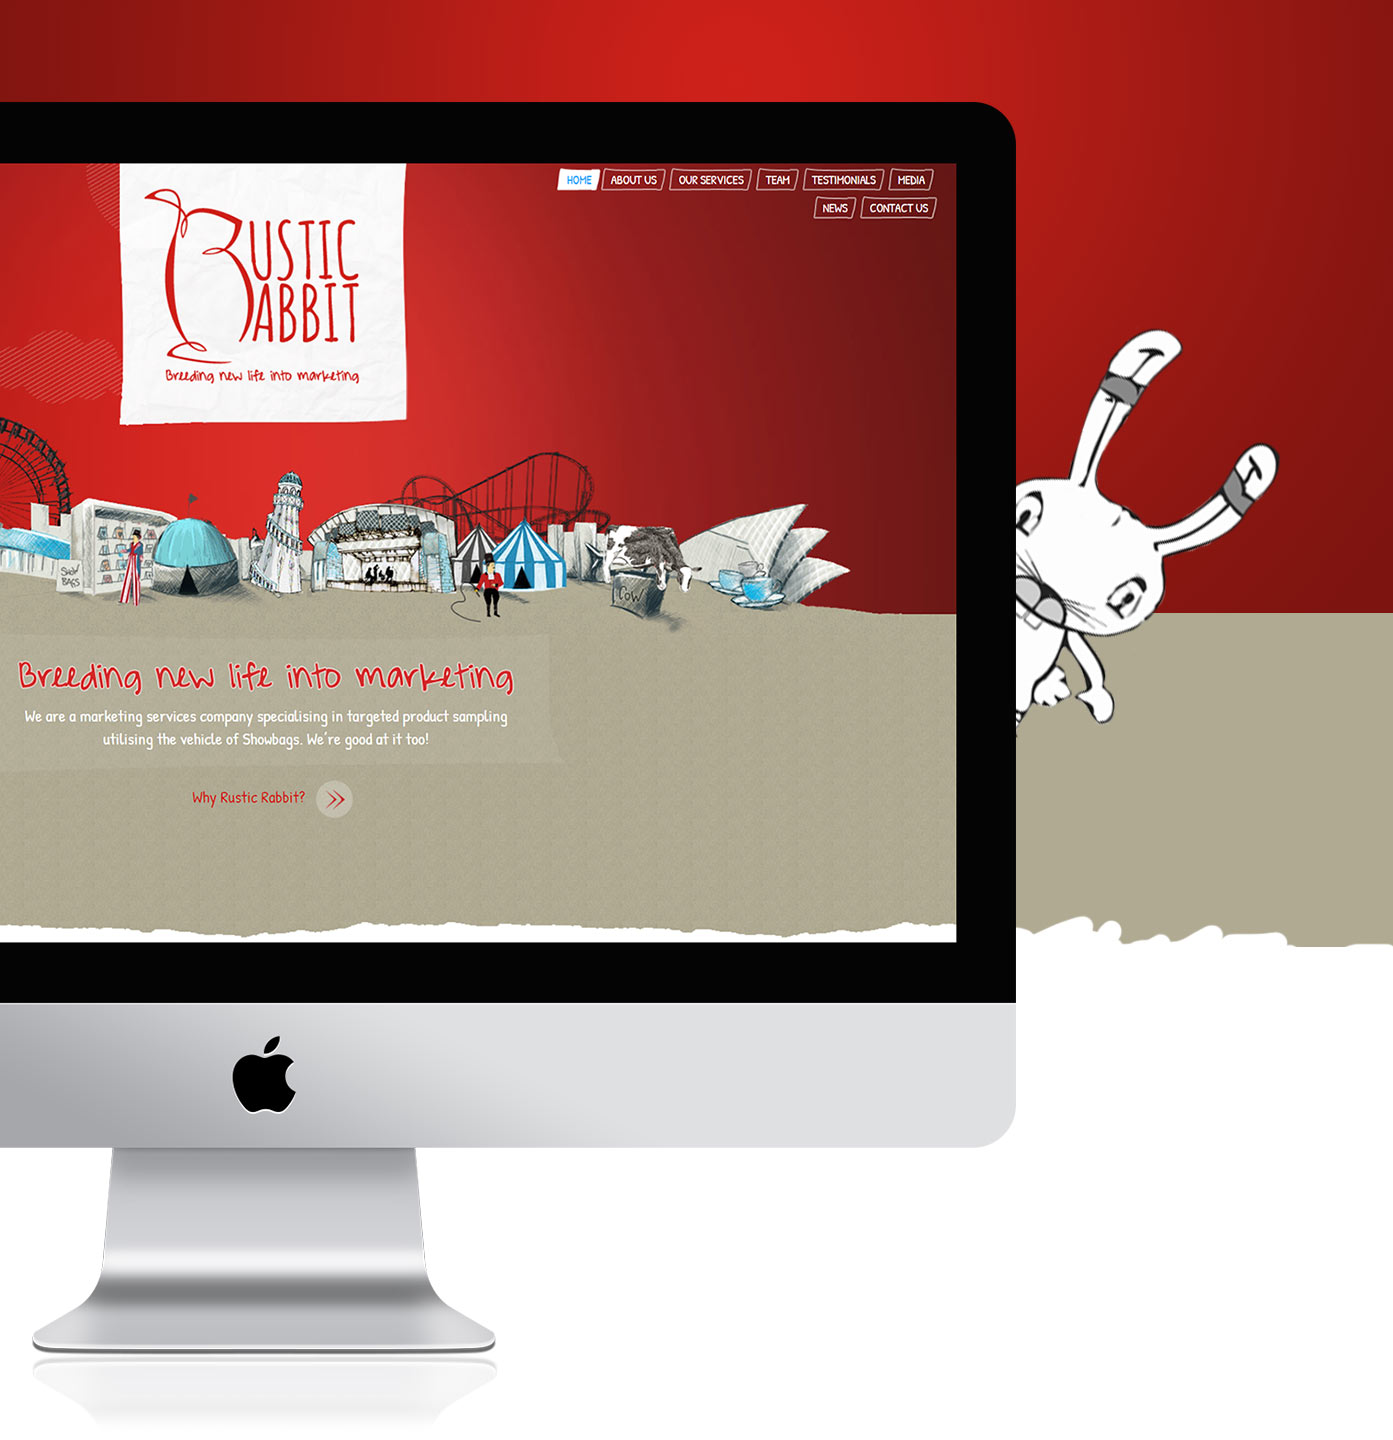 HOME ABOUT US OUR SERVICES TEAM TESTIMONIALS MEDIA
NEWS CONTACT US
RUSTIC
RABBIT
Breeding new life into marketing
SHOW
BAGS
COW
Breeding new life into marketing
We are a marketing services company specialising in targeted product sampling
utilising the vehicle of Showbags. We're good at it too!
Why Rustic Rabbit?